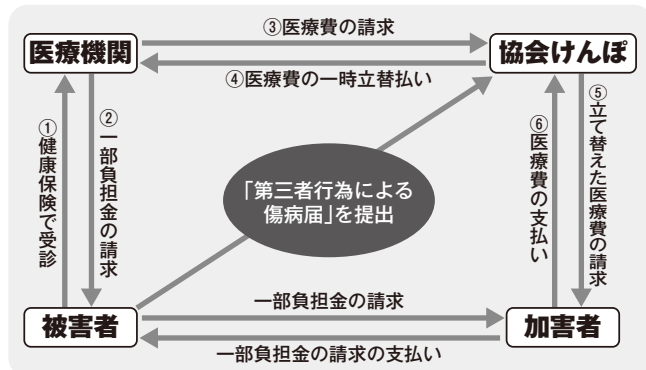 ③医療費の請求
医療機関
協会けんぽ
④医療費の一時立替払い
①健康保険で受診
②一部負担金の請求
⑥医療費の支払い
⑤立て替えた医療費の請求
「第三者行為による
傷病届」を提出
一部負担金の請求
被害者
加害者
一部負担金の請求の支払い